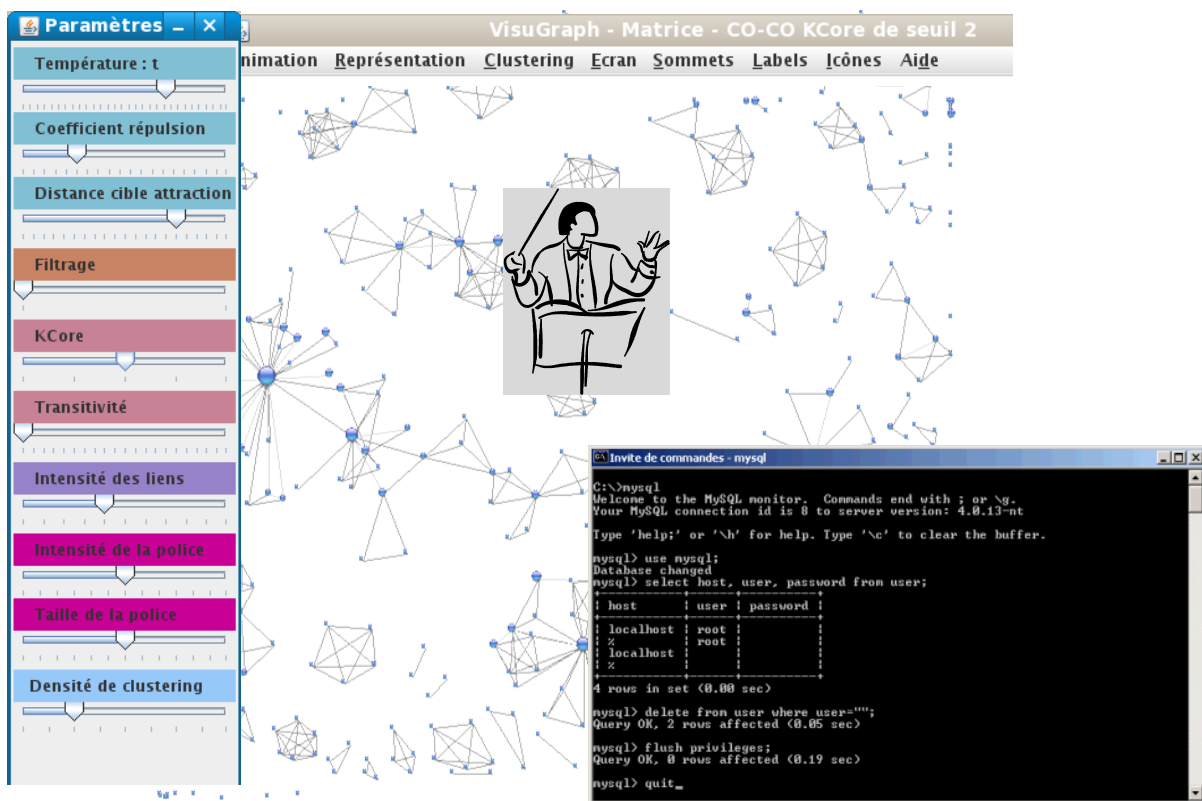 Paramètres
VisuGraph - Matrice - CO-CO KCore de seuil 2
nimation Représentation Clustering Ecran Sommets Labels Icônes Aide
Température : t
Coefficient répulsion
Distance cible attraction
Filtrage
KCore
Transitivité
Intensité des liens
Intensité de la police
Taille de la police
Densité de clustering
Invite de commandes - mysql
C:\>mysql
Welcome to the MySQL monitor.  Commands end with ; or \g.
Your MySQL connection id is 8 to server version: 4.0.13-nt
Type 'help;' or '\h' for help. Type '\c' to clear the buffer.
mysql> use mysql;
Database changed
mysql> select host, user, password from user;
+-----------+------+----------+
| host      | user | password |
+-----------+------+----------+
| localhost | root |          |
| %         | root |          |
| localhost |      |          |
| %         |      |          |
+-----------+------+----------+
4 rows in set (0.00 sec)
mysql> delete from user where user="";
Query OK, 2 rows affected (0.05 sec)
mysql> flush privileges;
Query OK, 0 rows affected (0.19 sec)
mysql> quit_